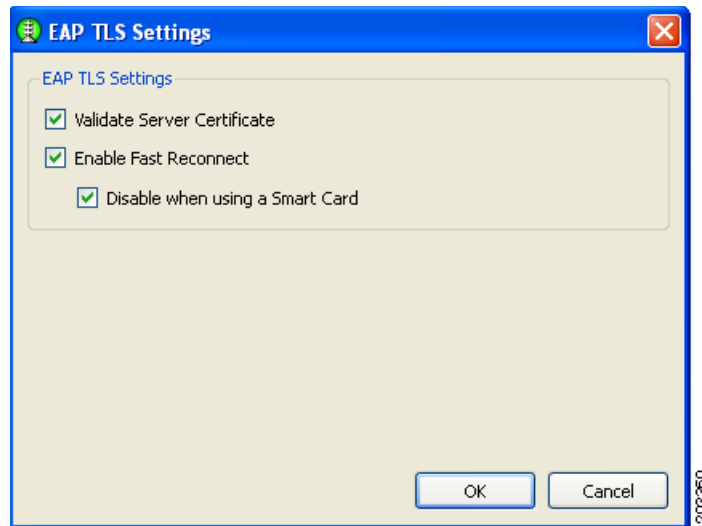 EAP TLS Settings
EAP TLS Settings
Validate Server Certificate
Enable Fast Reconnect
Disable when using a Smart Card
OK
Cancel